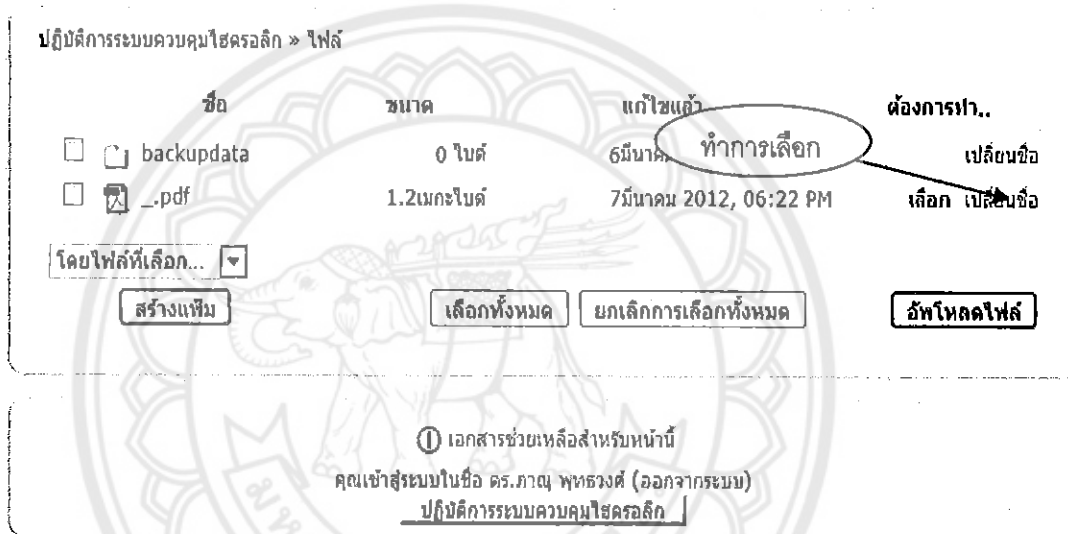 ปฏิบัติการระบบควบคุมไฮดรอลิก » ไฟล์
ชื่อ ขนาด แก้ไขแล้ว ต้องการทำ..
backupdata 0 ไบต์ 6มีนาค ทำการเลือก เปลี่ยนชื่อ
_.pdf 1.2เมกะไบต์ 7มีนาคม 2012, 06:22 PM เลือก เปลี่ยนชื่อ
โดยไฟล์ที่เลือก...
สร้างแฟ้ม เลือกทั้งหมด ยกเลิกการเลือกทั้งหมด อัพโหลดไฟล์
เอกสารช่วยเหลือสำหรับหน้านี้
คุณเข้าสู่ระบบในชื่อ ดร.ภาณุ พุทธวงศ์ (ออกจากระบบ)
ปฏิบัติการระบบควบคุมไฮดรอลิก